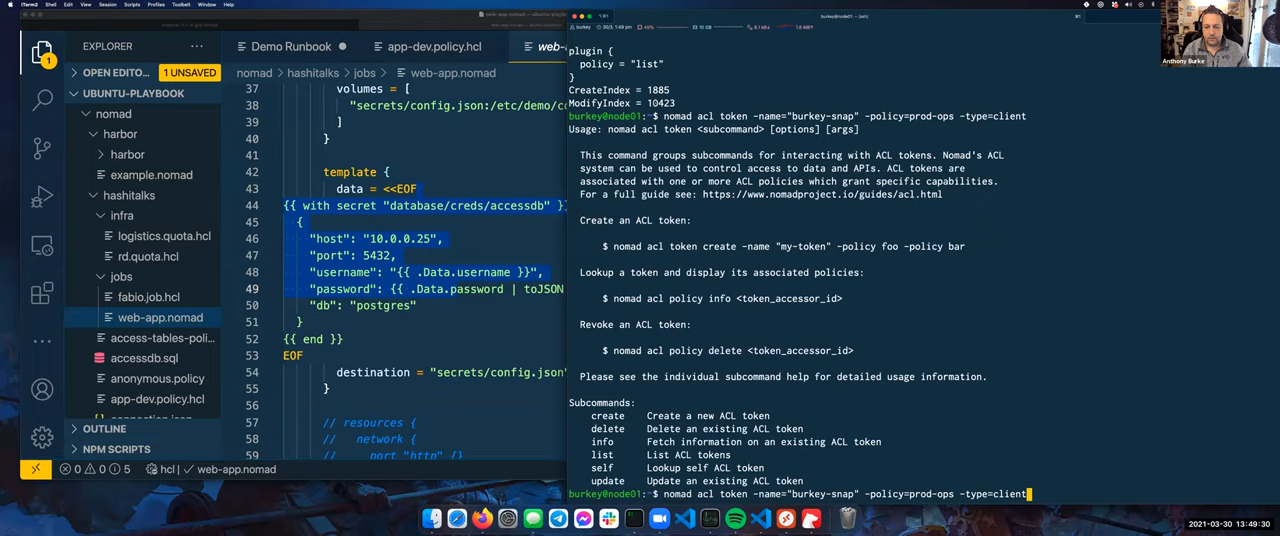 iTerm2 Shell Edit View Session Scripts Profiles Toolbelt Window Help
EXPLORER
OPEN EDITO... 1 UNSAVED
UBUNTU-PLAYBOOK
nomad
harbor
harbor
example.nomad
hashitalks
infra
logistics.quota.hcl
rd.quota.hcl
jobs
fabio.job.hcl
web-app.nomad
access-tables-poli...
accessdb.sql
anonymous.policy
app-dev.policy.hcl
connection.json
OUTLINE
NPM SCRIPTS
1
Demo Runbook
app-dev.policy.hcl
web-
nomad > hashitalks > jobs > web-app.nomad
37 volumes = [
38 "secrets/config.json:/etc/demo/co
39 ]
40 }
41
42 template {
43 data = <<EOF
44 {{ with secret "database/creds/accessdb" }}
45 {
46 "host": "10.0.0.25",
47 "port": 5432,
48 "username": "{{ .Data.username }}",
49 "password": {{ .Data.password | toJSON
50 "db": "postgres"
51 }
52 {{ end }}
53 EOF
54 destination = "secrets/config.json"
55 }
56
57 // resources {
58 // network {
59 // port "http" {}
0 0 5 hcl web-app.nomad
burkey@node01: ~ (ssh)
plugin {
policy = "list"
}
CreateIndex = 1885
ModifyIndex = 10423
burkey@node01:~$ nomad acl token -name="burkey-snap" -policy=prod-ops -type=client
Usage: nomad acl token <subcommand> [options] [args]
This command groups subcommands for interacting with ACL tokens. Nomad's ACL
system can be used to control access to data and APIs. ACL tokens are
associated with one or more ACL policies which grant specific capabilities.
For a full guide see: https://www.nomadproject.io/guides/acl.html
Create an ACL token:
$ nomad acl token create -name "my-token" -policy foo -policy bar
Lookup a token and display its associated policies:
$ nomad acl policy info <token_accessor_id>
Revoke an ACL token:
$ nomad acl policy delete <token_accessor_id>
Please see the individual subcommand help for detailed usage information.
Subcommands:
create Create a new ACL token
delete Delete an existing ACL token
info Fetch information on an existing ACL token
list List ACL tokens
self Lookup self ACL token
update Update an existing ACL token
burkey@node01:~$ nomad acl token -name="burkey-snap" -policy=prod-ops -type=client
Anthony Burke
2021-03-30 13:49:30